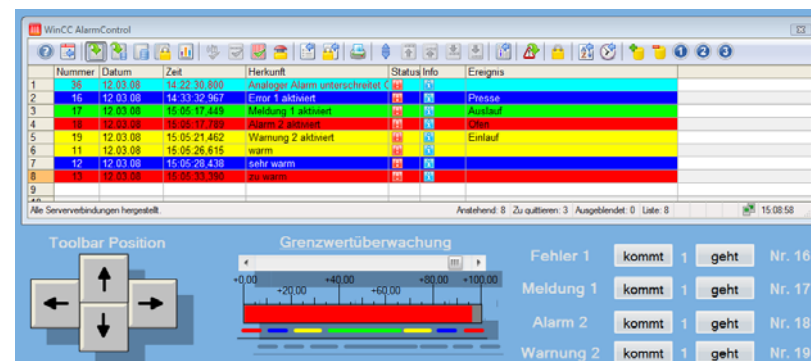 WinCC AlarmControl
Nummer Datum Zeit Herkunft Status Info Ereignis
1 36 12.03.08 14:22:30,800 Analoger Alarm unterschreitet
2 16 12.03.08 14:33:32,967 Error 1 aktiviert Presse
3 17 12.03.08 15:05:17,449 Meldung 1 aktiviert Auslauf
4 18 12.03.08 15:05:17,789 Alarm 2 aktiviert Ofen
5 19 12.03.08 15:05:21,462 Warnung 2 aktiviert Einlauf
6 11 12.03.08 15:05:26,615 warm
7 12 12.03.08 15:05:28,438 sehr warm
8 13 12.03.08 15:05:33,390 zu warm
9
Alle Serververbindungen hergestellt. Anstehend: 8 Zu quittieren: 3 Ausgeblendet: 0 Liste: 8 15:08:58
Toolbar Position
Grenzwertüberwachung
+0,00 +20,00 +40,00 +60,00 +80,00 +100,00
Fehler 1 kommt 1 geht Nr. 16
Meldung 1 kommt 1 geht Nr. 17
Alarm 2 kommt 1 geht Nr. 18
Warnung 2 kommt 1 geht Nr. 19